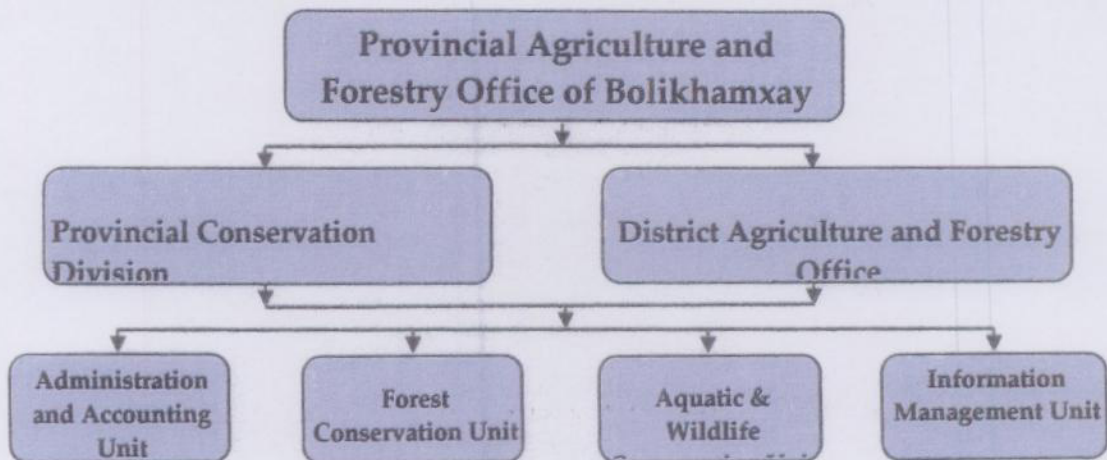 Provincial Agriculture and
Forestry Office of Bolikhamxay
Provincial Conservation
Division
District Agriculture and Forestry
Office
Administration
and Accounting
Unit
Forest
Conservation Unit
Aquatic &
Wildlife
Information
Management Unit